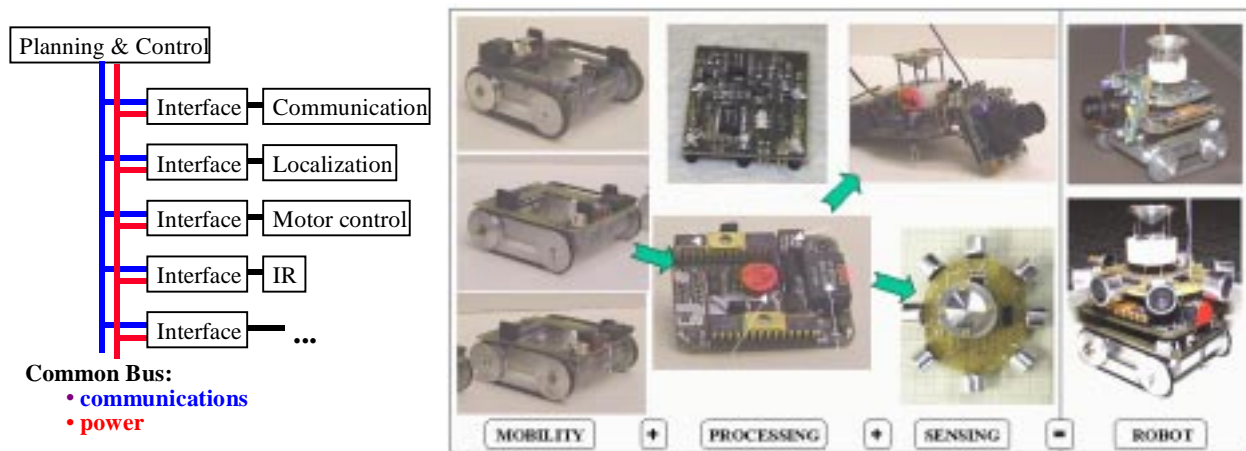 Planning & Control
Interface Communication
Interface Localization
Interface Motor control
Interface IR
Interface ...
Common Bus:
• communications
• power
MOBILITY + PROCESSING + SENSING = ROBOT